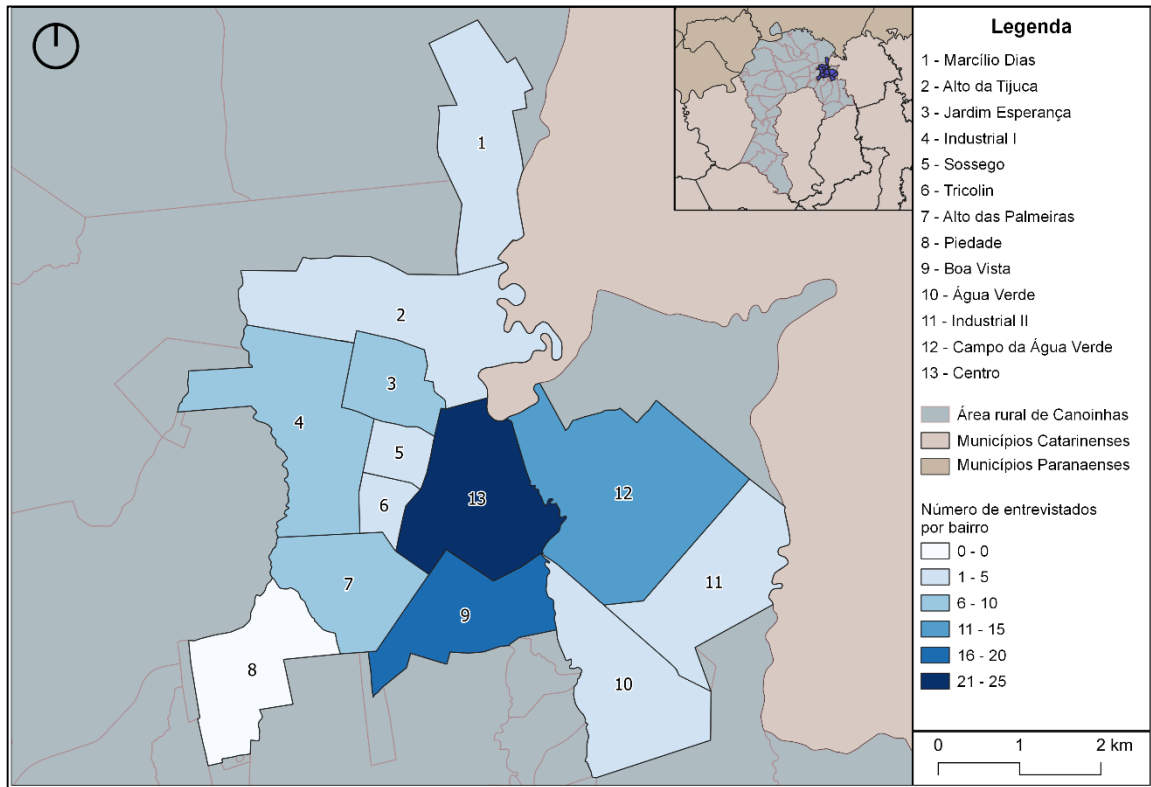 Legenda
1 - Marcílio Dias
2 - Alto da Tijuca
3 - Jardim Esperança
4 - Industrial I
5 - Sossego
6 - Tricolin
7 - Alto das Palmeiras
8 - Piedade
9 - Boa Vista
10 - Água Verde
11 - Industrial II
12 - Campo da Água Verde
13 - Centro
Área rural de Canoinhas
Municípios Catarinenses
Municípios Paranaenses
Número de entrevistados
por bairro
0 - 0
1 - 5
6 - 10
11 - 15
16 - 20
21 - 25
0 1 2 km
1
2
3
4
5
6
13
12
11
7
9
8
10